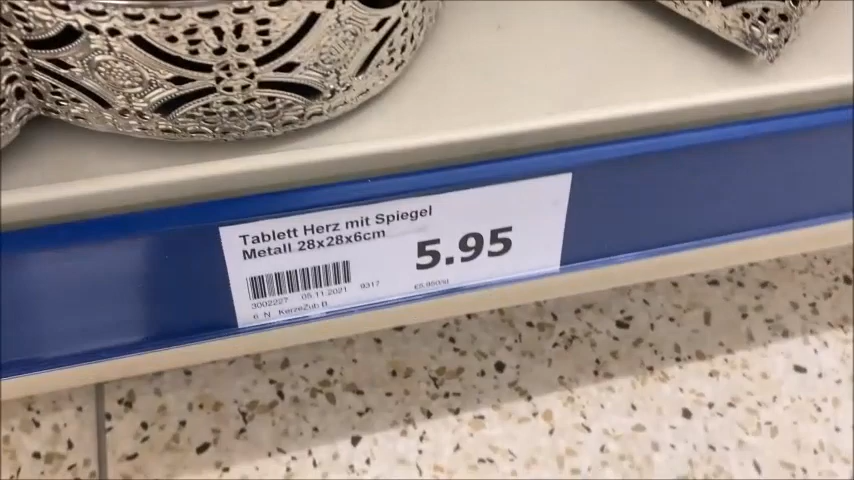 Tablett Herz mit Spiegel
Metall 28x28x6cm
5.95
3002227 05.11.2021 9317
6 N KerzeZub B